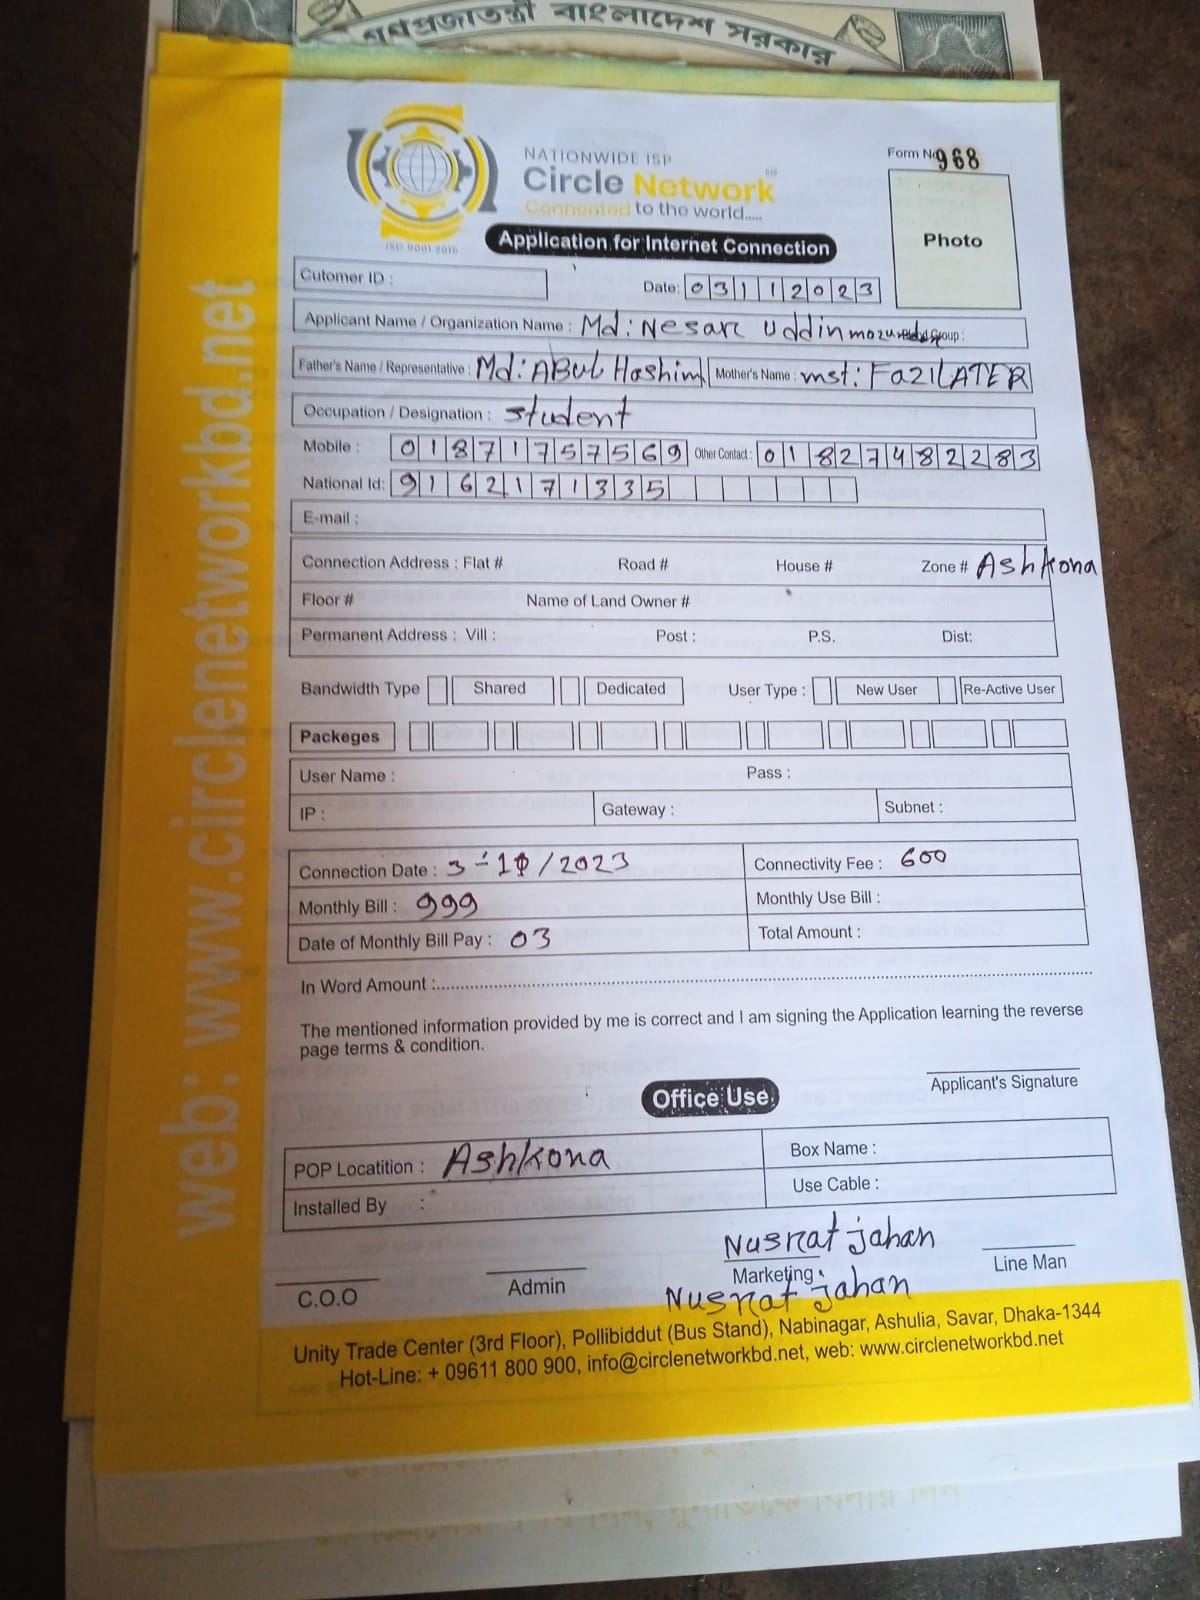 গণপ্রজাতন্ত্রী বাংলাদেশ সরকার
NATIONWIDE ISP
Circle Network
Connected to the world.....
ISO 9001 2015
Form No 968
Photo
Application for Internet Connection
Cutomer ID :
Date: 03112023
Applicant Name / Organization Name : Md: Nesar Uddin Group :
Father's Name / Representative : Md: ABUL Hashim Mother's Name : mst: FAZILATER
Occupation / Designation : Student
Mobile : 01871757569 Other Contact : 01827482283
National Id: 9162171335
E-mail :
Connection Address : Flat # Road # House # Zone # Ashkona
Floor # Name of Land Owner #
Permanent Address : Vill : Post : P.S. Dist:
Bandwidth Type Shared Dedicated User Type : New User Re-Active User
Packeges
User Name : Pass :
IP : Gateway : Subnet :
Connection Date : 3-10/2023 Connectivity Fee : 600
Monthly Bill : 999 Monthly Use Bill :
Date of Monthly Bill Pay : 03 Total Amount :
In Word Amount :
The mentioned information provided by me is correct and I am signing the Application learning the reverse
page terms & condition.
Applicant's Signature
Office Use
POP Locatition : Ashkona Box Name :
Installed By : Use Cable :
Nusrat jahan
C.O.O Admin Marketing Line Man
Nusrat jahan
Unity Trade Center (3rd Floor), Pollibiddut (Bus Stand), Nabinagar, Ashulia, Savar, Dhaka-1344
Hot-Line: + 09611 800 900, info@circlenetworkbd.net, web: www.circlenetworkbd.net
web: www.circlenetworkbd.net